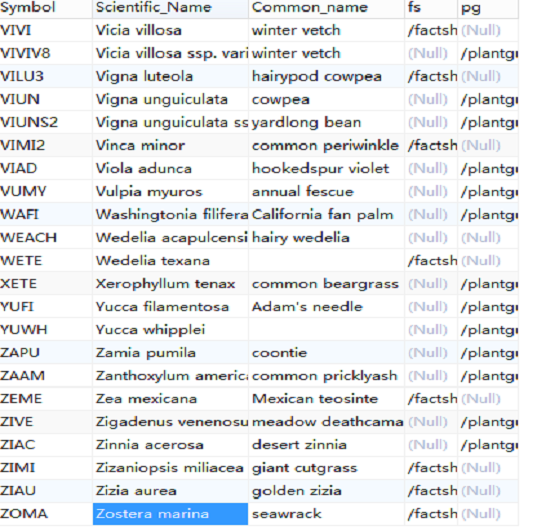 Symbol Scientific_Name Common_name fs pg
VIVI Vicia villosa winter vetch /factsh (Null)
VIVIV8 Vicia villosa ssp. vari winter vetch (Null) /plantgu
VILU3 Vigna luteola hairypod cowpea /factsh (Null)
VIUN Vigna unguiculata cowpea (Null) /plantgu
VIUNS2 Vigna unguiculata ss yardlong bean (Null) /plantgu
VIMI2 Vinca minor common periwinkle /factsh (Null)
VIAD Viola adunca hookedspur violet (Null) /plantgu
VUMY Vulpia myuros annual fescue (Null) /plantgu
WAFI Washingtonia filifera California fan palm (Null) /plantgu
WEACH Wedelia acapulcensi hairy wedelia (Null) (Null)
WETE Wedelia texana /factsh (Null)
XETE Xerophyllum tenax common beargrass (Null) /plantgu
YUFI Yucca filamentosa Adam's needle (Null) /plantgu
YUWH Yucca whipplei (Null) /plantgu
ZAPU Zamia pumila coontie (Null) /plantgu
ZAAM Zanthoxylum americ common pricklyash (Null) /plantgu
ZEME Zea mexicana Mexican teosinte /factsh (Null)
ZIVE Zigadenus venenosu meadow deathcama (Null) /plantgu
ZIAC Zinnia acerosa desert zinnia (Null) /plantgu
ZIMI Zizaniopsis miliacea giant cutgrass /factsh (Null)
ZIAU Zizia aurea golden zizia /factsh (Null)
ZOMA Zostera marina seawrack /factsh (Null)